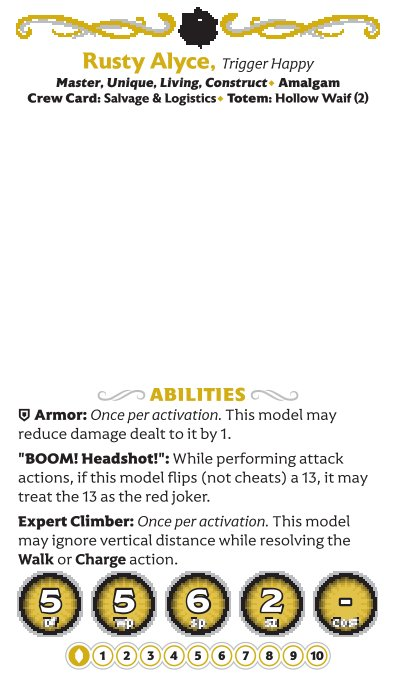 Rusty Alyce, Trigger Happy
Master, Unique, Living, Construct • Amalgam
Crew Card: Salvage & Logistics • Totem: Hollow Waif (2)
ABILITIES
Armor: Once per activation. This model may
reduce damage dealt to it by 1.
"BOOM! Headshot!": While performing attack
actions, if this model flips (not cheats) a 13, it may
treat the 13 as the red joker.
Expert Climber: Once per activation. This model
may ignore vertical distance while resolving the
Walk or Charge action.
5 5 6 2 -
sp cost
1 2 3 4 5 6 7 8 9 10